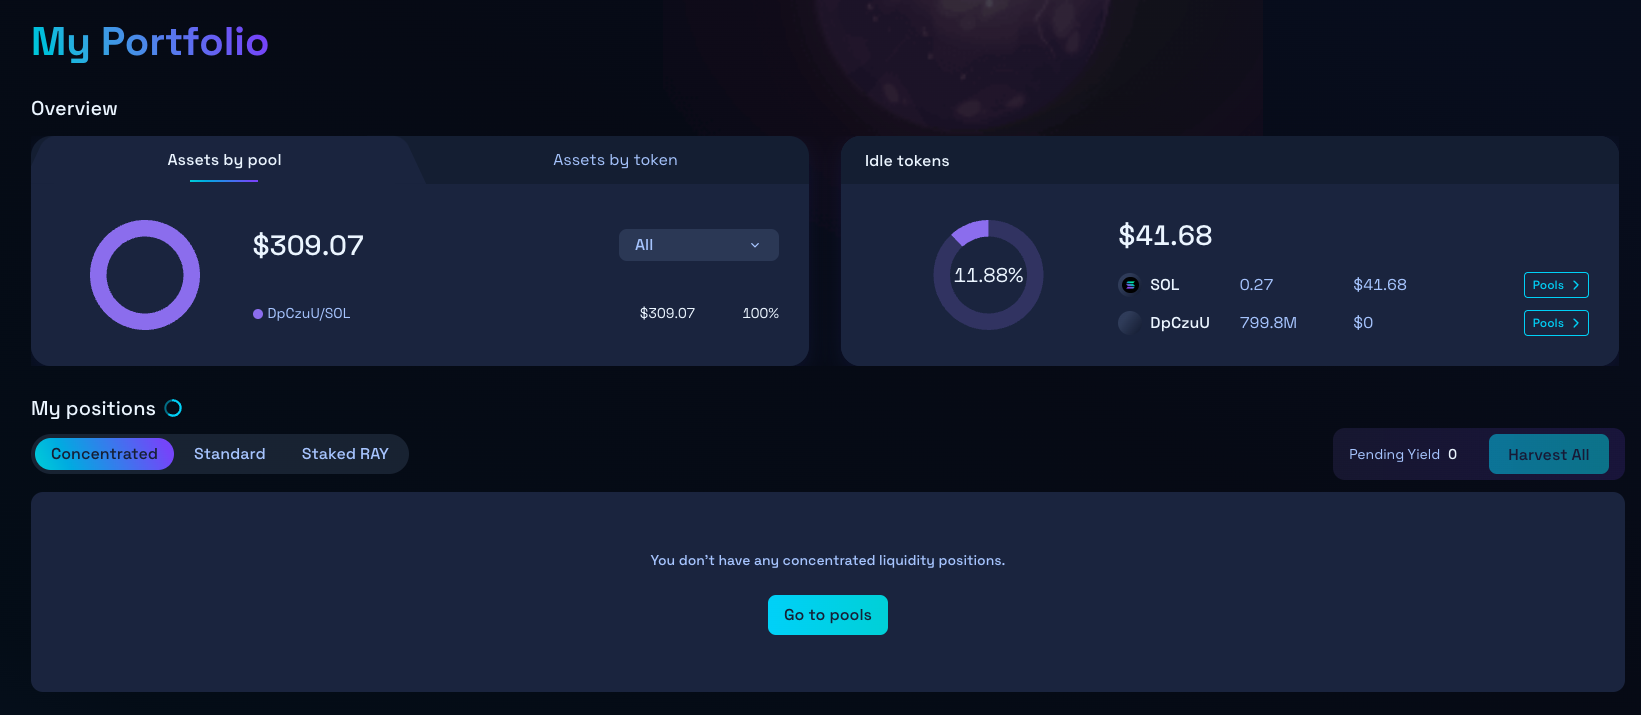 My Portfolio
Overview
Assets by pool
Assets by token
$309.07
All
DpCzuU/SOL
$309.07
100%
Idle tokens
11.88%
$41.68
SOL 0.27 $41.68 Pools
DpCzuU 799.8M $0 Pools
My positions
Concentrated Standard Staked RAY
Pending Yield 0 Harvest All
You don't have any concentrated liquidity positions.
Go to pools